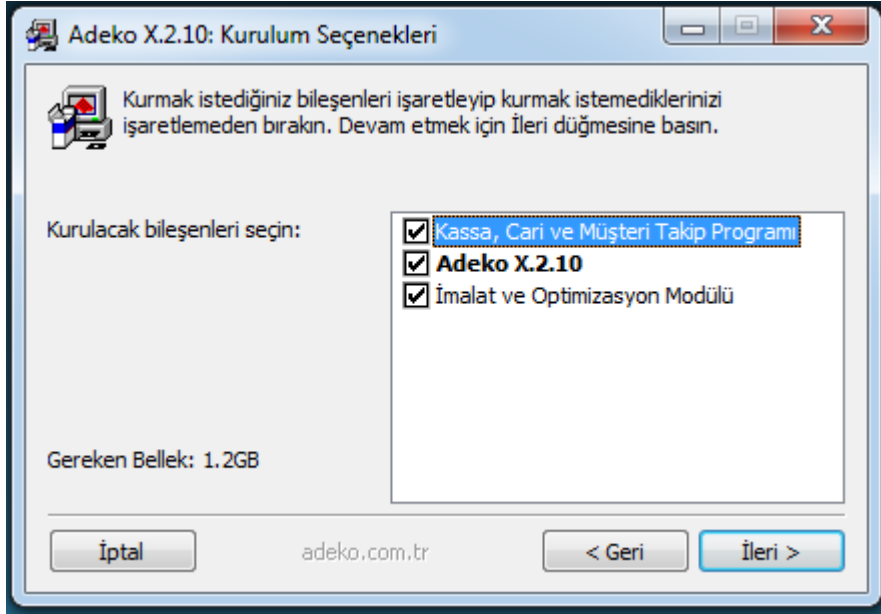 Adeko X.2.10: Kurulum Seçenekleri
Kurmak istediğiniz bileşenleri işaretleyip kurmak istemediklerinizi
işaretlemeden bırakın. Devam etmek için İleri düğmesine basın.
Kurulacak bileşenleri seçin:
Kassa, Cari ve Müşteri Takip Programı
Adeko X.2.10
İmalat ve Optimizasyon Modülü
Gereken Bellek: 1.2GB
İptal
adeko.com.tr
< Geri
İleri >